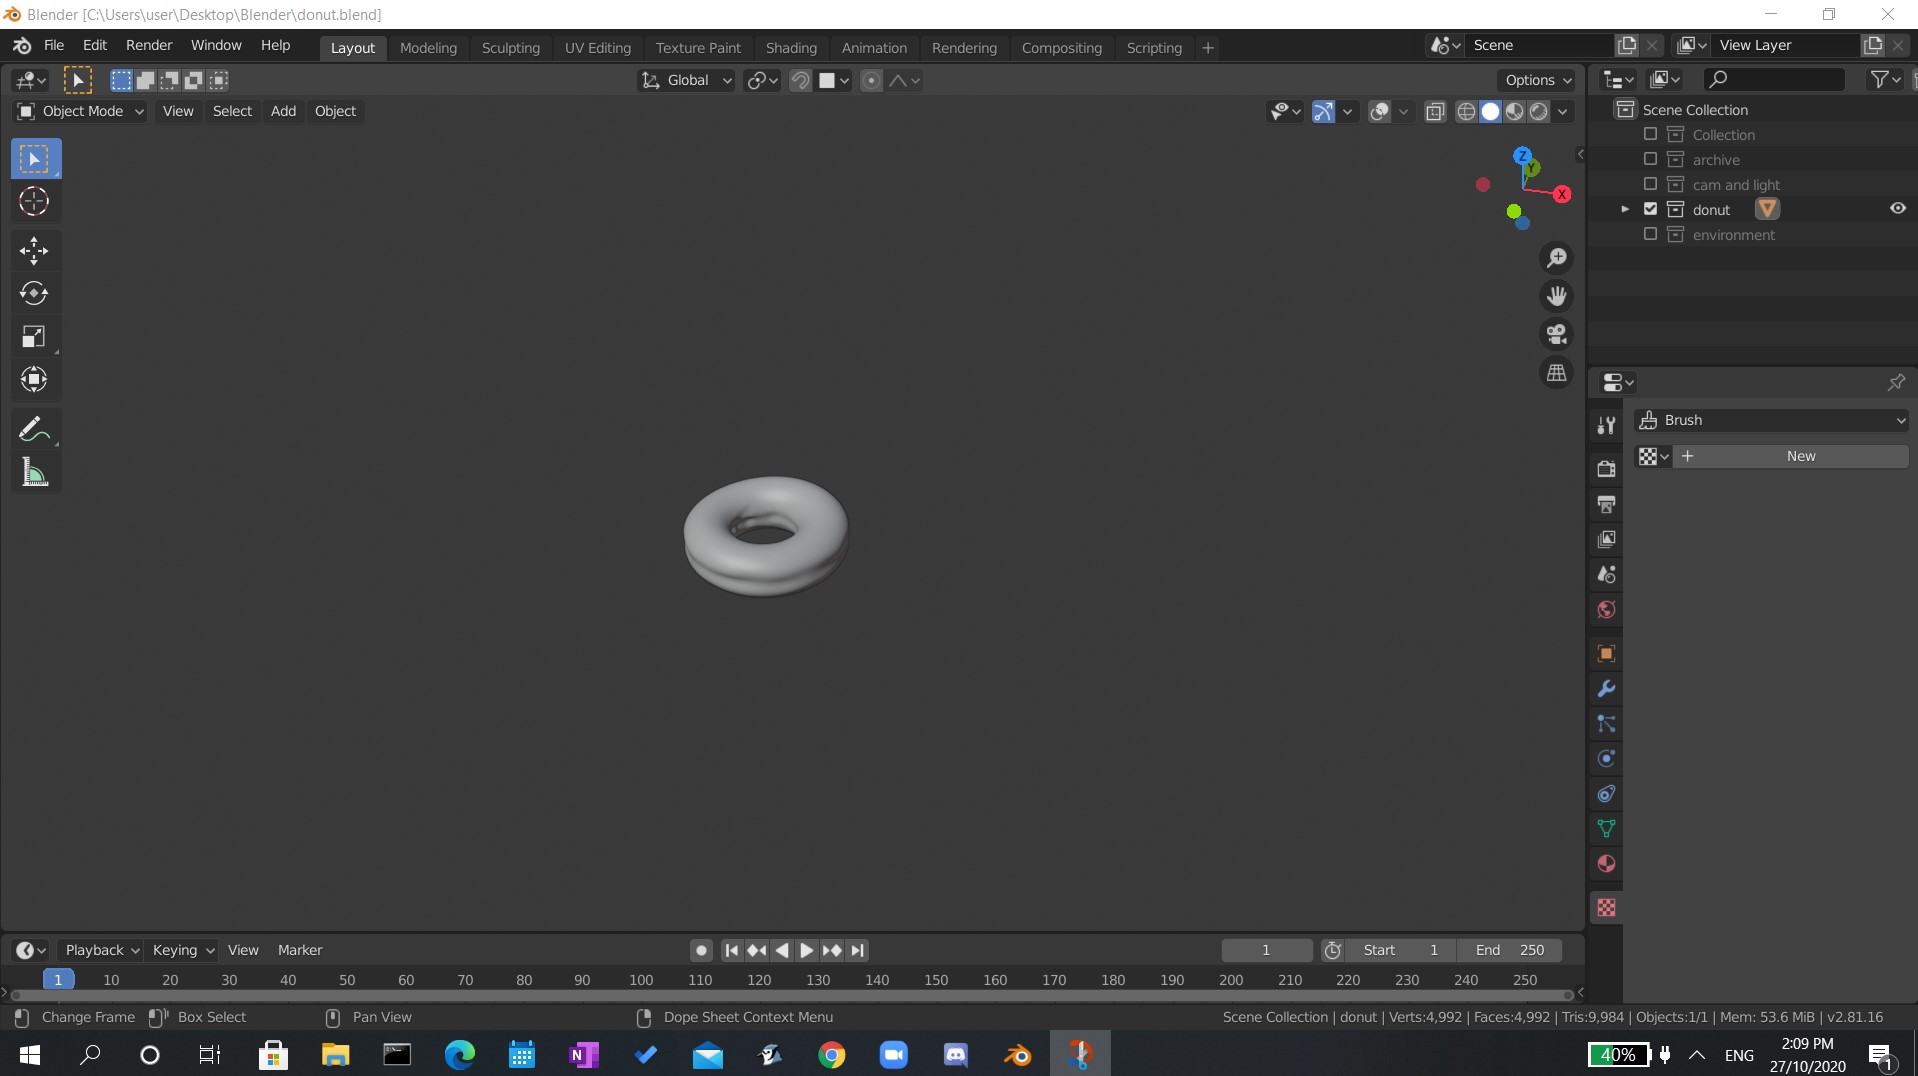 Blender [C:\Users\user\Desktop\Blender\donut.blend]
File Edit Render Window Help Layout Modeling Sculpting UV Editing Texture Paint Shading Animation Rendering Compositing Scripting Scene View Layer
Global Options
Object Mode View Select Add Object
Z
Y
X
Scene Collection
Collection
archive
cam and light
donut
environment
Brush
New
Playback Keying View Marker 1 Start 1 End 250
1 10 20 30 40 50 60 70 80 90 100 110 120 130 140 150 160 170 180 190 200 210 220 230 240 250
Change Frame Box Select Pan View Dope Sheet Context Menu Scene Collection | donut | Verts:4,992 | Faces:4,992 | Tris:9,984 | Objects:1/1 | Mem: 53.6 MiB | v2.81.16
N 40% ENG 2:09 PM
27/10/2020 1